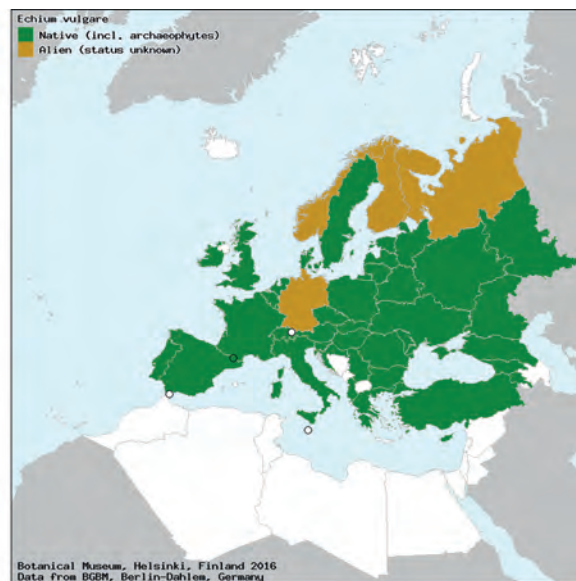 Echium vulgare
Native (incl. archaeophytes)
Alien (status unknown)
Botanical Museum, Helsinki, Finland 2016
Data from BGBM, Berlin-Dahlem, Germany